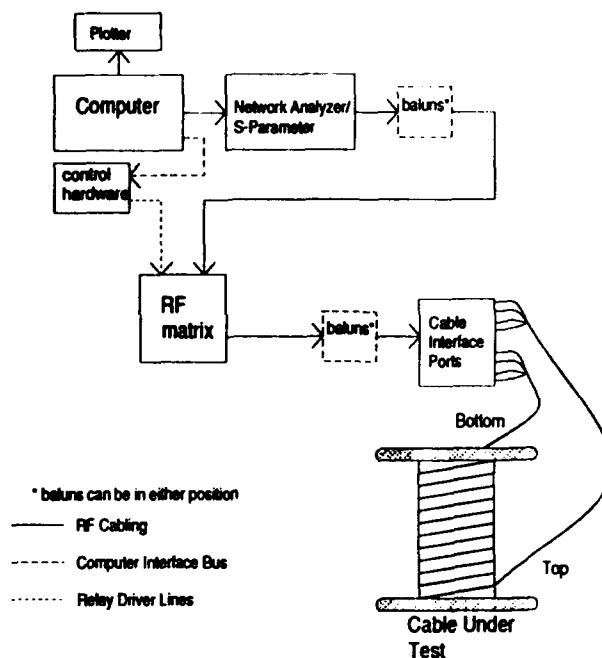 Plotter
Computer
Network Analyzer/
S-Parameter
baluns*
control
hardware
RF
matrix
baluns*
Cable
Interface
Ports
Bottom
* baluns can be in either position
RF Cabling
Computer Interface Bus
Relay Driver Lines
Top
Cable Under
Test